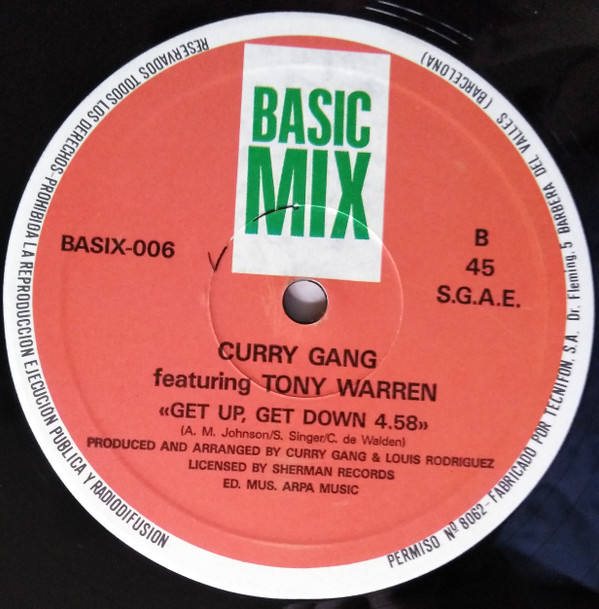 BASIC
MIX
BASIX-006
B
45
S.G.A.E.
CURRY GANG
featuring TONY WARREN
«GET UP, GET DOWN 4.58»
(A. M. Johnson/S. Singer/C. de Walden)
PRODUCED AND ARRANGED BY CURRY GANG & LOUIS RODRIGUEZ
LICENSED BY SHERMAN RECORDS
ED. MUS. ARPA MUSIC
RESERVADOS TODOS LOS DERECHOS-PROHIBIDA LA REPRODUCCION EJECUCION PUBLICA Y RADIODIFUSION
PERMISO Nº 8062-FABRICADO POR TECNIFON, S.A. Dr. Fleming, 5 BARBERA DEL VALLES (BARCELONA)